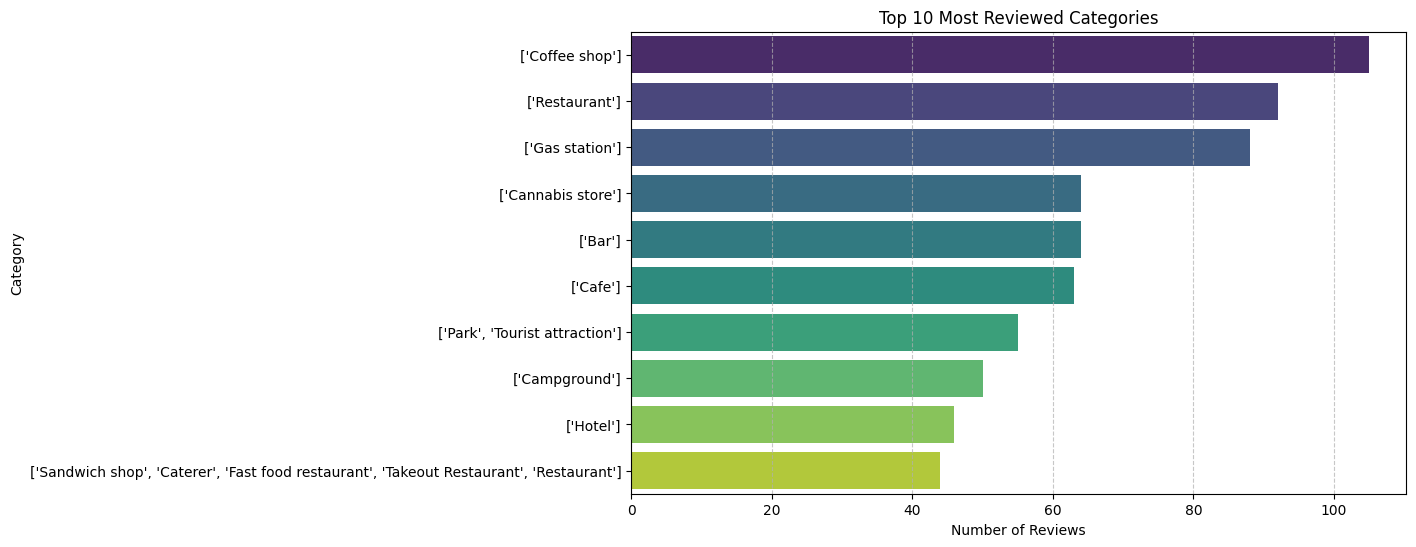 Top 10 Most Reviewed Categories
Category
['Coffee shop']
['Restaurant']
['Gas station']
['Cannabis store']
['Bar']
['Cafe']
['Park', 'Tourist attraction']
['Campground']
['Hotel']
['Sandwich shop', 'Caterer', 'Fast food restaurant', 'Takeout Restaurant', 'Restaurant']
0 20 40 60 80 100
Number of Reviews